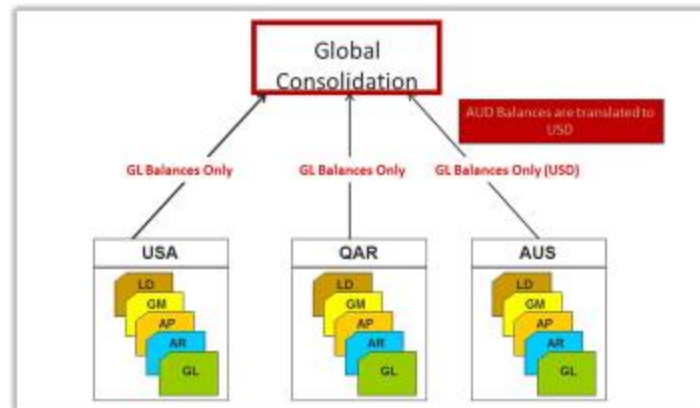 Global
Consolidation
AUD Balances are translated to
USD
GL Balances Only
GL Balances Only
GL Balances Only (USD)
USA
QAR
AUS
LD
GM
AP
AR
GL
LD
GM
AP
AR
GL
LD
GM
AP
AR
GL